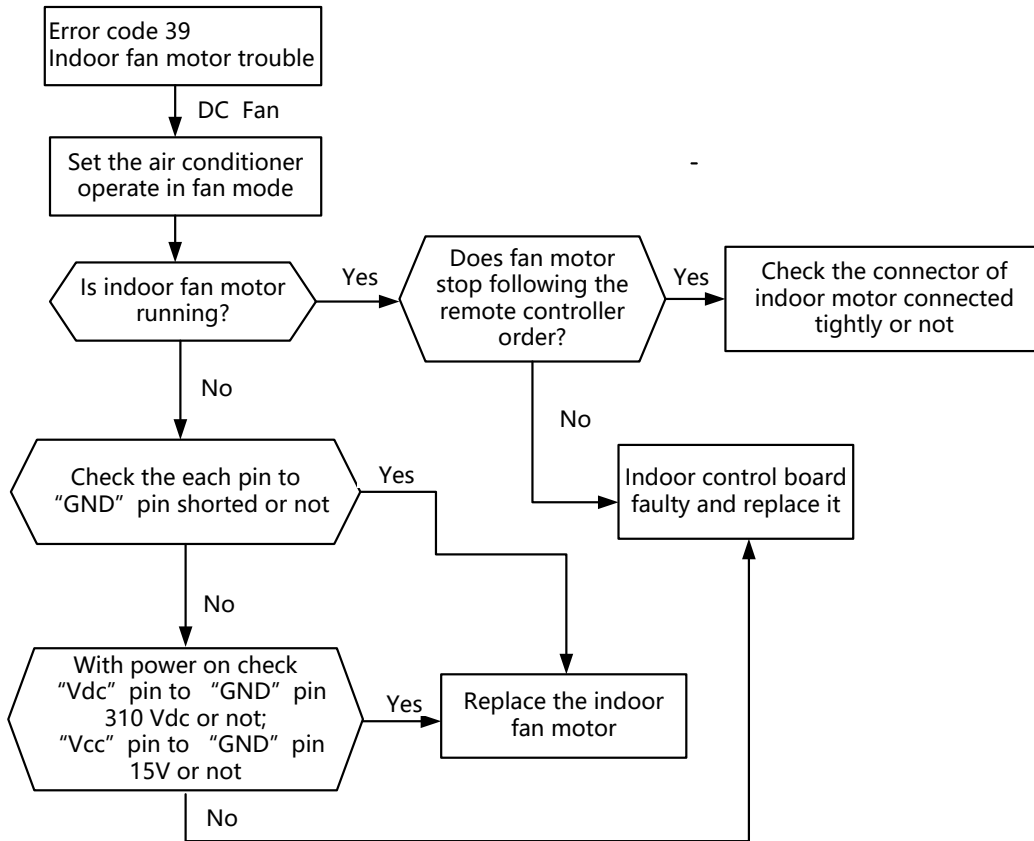 Error code 39
Indoor fan motor trouble
DC Fan
Set the air conditioner
operate in fan mode
-
Is indoor fan motor
running?
Yes
Does fan motor
stop following the
remote controller
order?
Yes
Check the connector of
indoor motor connected
tightly or not
No
No
Check the each pin to
“GND” pin shorted or not
Yes
Indoor control board
faulty and replace it
No
With power on check
“Vdc” pin to “GND” pin
310 Vdc or not;
“Vcc” pin to “GND” pin
15V or not
Yes
Replace the indoor
fan motor
No